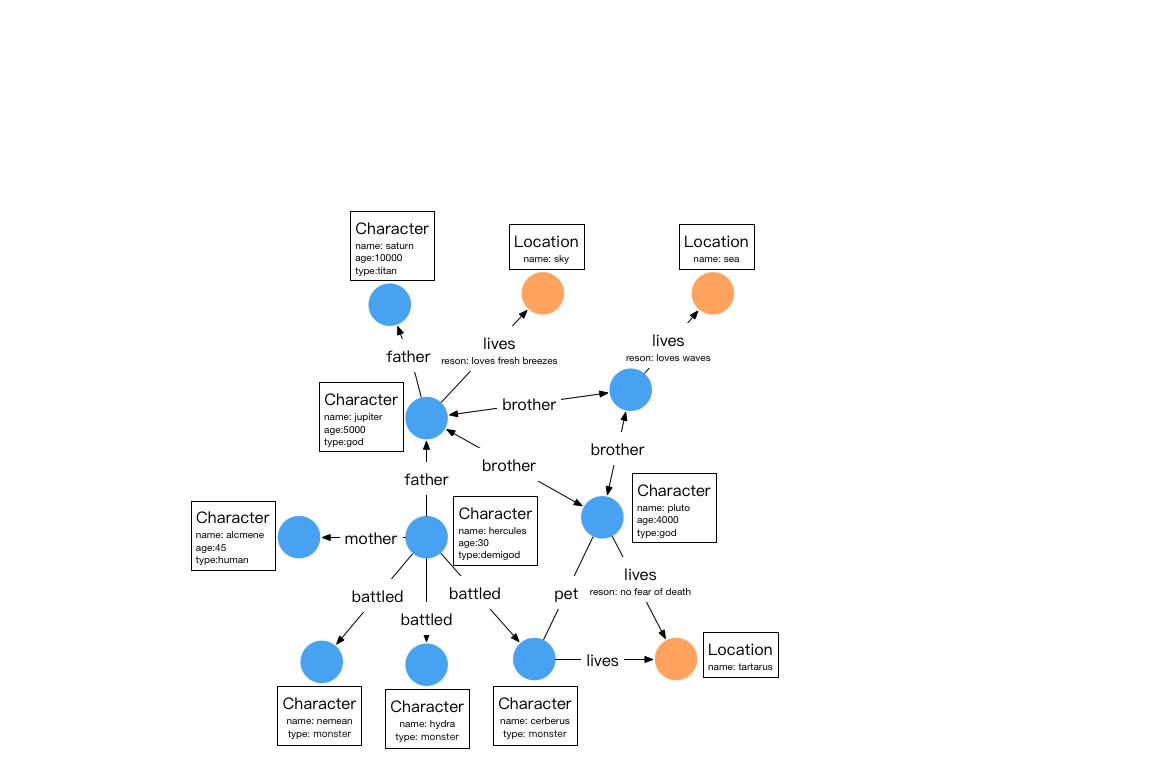 Character
name: saturn
age:10000
type:titan
Location
name: sky
Location
name: sea
lives
reson: loves fresh breezes
lives
reson: loves waves
father
Character
name: jupiter
age:5000
type:god
brother
brother
brother
father
Character
name: pluto
age:4000
type:god
Character
name: alcmene
age:45
type:human
mother
Character
name: hercules
age:30
type:demigod
battled
battled
battled
pet
lives
reson: no fear of death
lives
Location
name: tartarus
Character
name: nemean
type: monster
Character
name: hydra
type: monster
Character
name: cerberus
type: monster